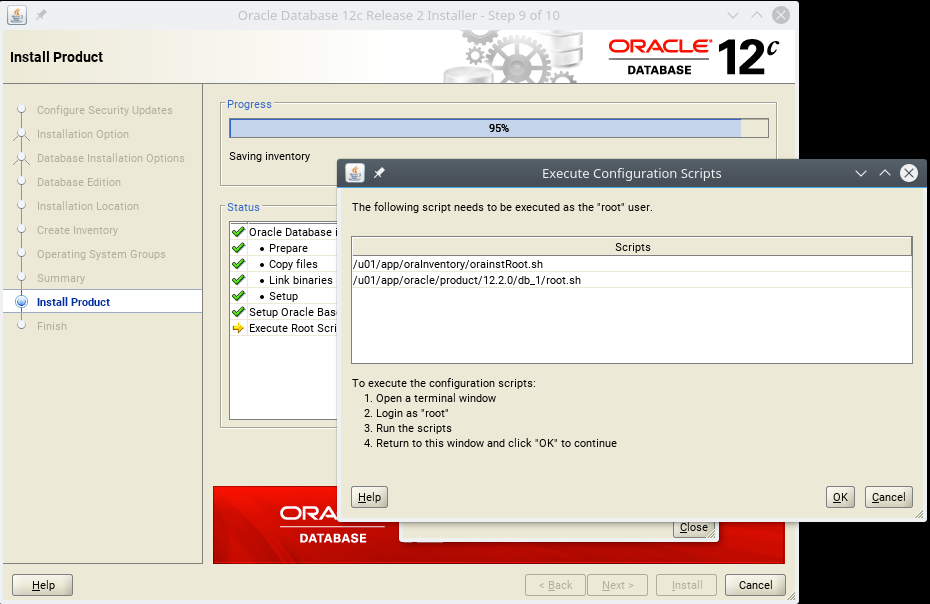 Oracle Database 12c Release 2 Installer - Step 9 of 10
Install Product
ORACLE®
DATABASE
12c
Configure Security Updates
Installation Option
Database Installation Options
Database Edition
Installation Location
Create Inventory
Operating System Groups
Summary
Install Product
Finish
Progress
95%
Saving inventory
Status
Oracle Database i
• Prepare
• Copy files
• Link binaries
• Setup
Setup Oracle Bas
Execute Root Scri
Execute Configuration Scripts
The following script needs to be executed as the "root" user.
Scripts
/u01/app/oraInventory/orainstRoot.sh
/u01/app/oracle/product/12.2.0/db_1/root.sh
To execute the configuration scripts:
1. Open a terminal window
2. Login as "root"
3. Run the scripts
4. Return to this window and click "OK" to continue
Help
OK
Cancel
ORA
DATABASE
Close
Help
< Back
Next >
Install
Cancel